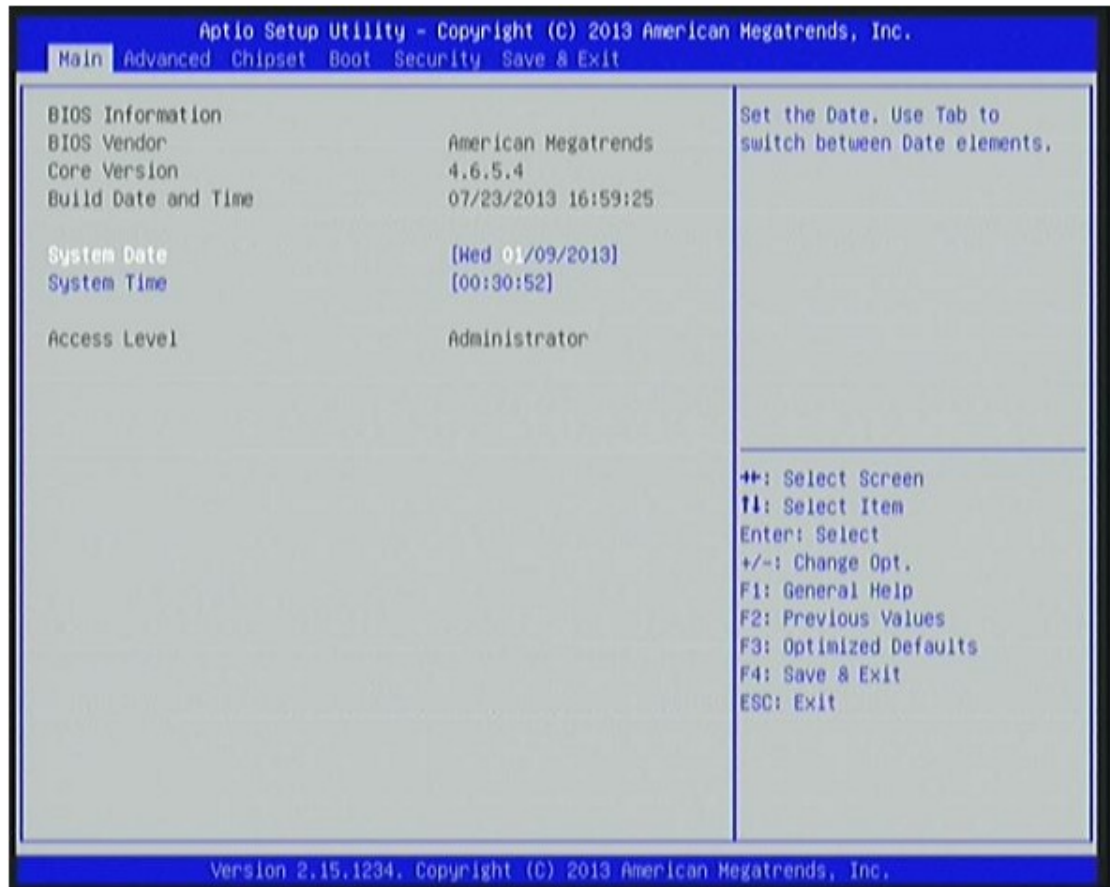 Aptio Setup Utility - Copyright (C) 2013 American Megatrends, Inc.
Main Advanced Chipset Boot Security Save & Exit
BIOS Information
BIOS Vendor American Megatrends
Core Version 4.6.5.4
Build Date and Time 07/23/2013 16:59:25
System Date [Wed 01/09/2013]
System Time [00:30:52]
Access Level Administrator
Set the Date. Use Tab to
switch between Date elements.
→←: Select Screen
↑↓: Select Item
Enter: Select
+/-: Change Opt.
F1: General Help
F2: Previous Values
F3: Optimized Defaults
F4: Save & Exit
ESC: Exit
Version 2.15.1234. Copyright (C) 2013 American Megatrends, Inc.